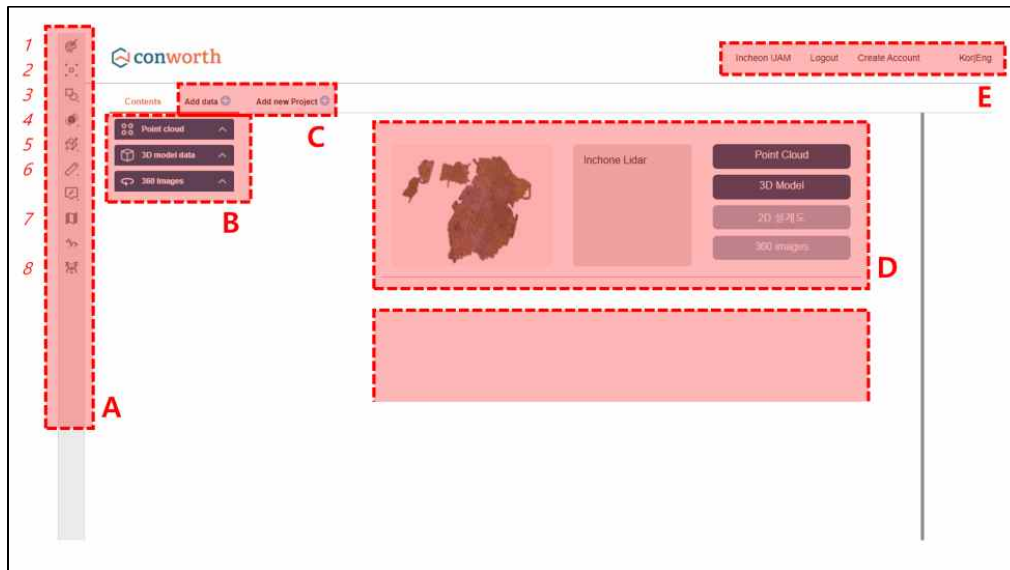 1
2
3
4
5
6
7
8
A
conworth
Incheon UAM Logout Create Account Kor|Eng
E
Contents Add data Add new Project
C
Point cloud
3D model data
360 Images
B
Inchone Lidar
Point Cloud
3D Model
2D 설계도
360 images
D